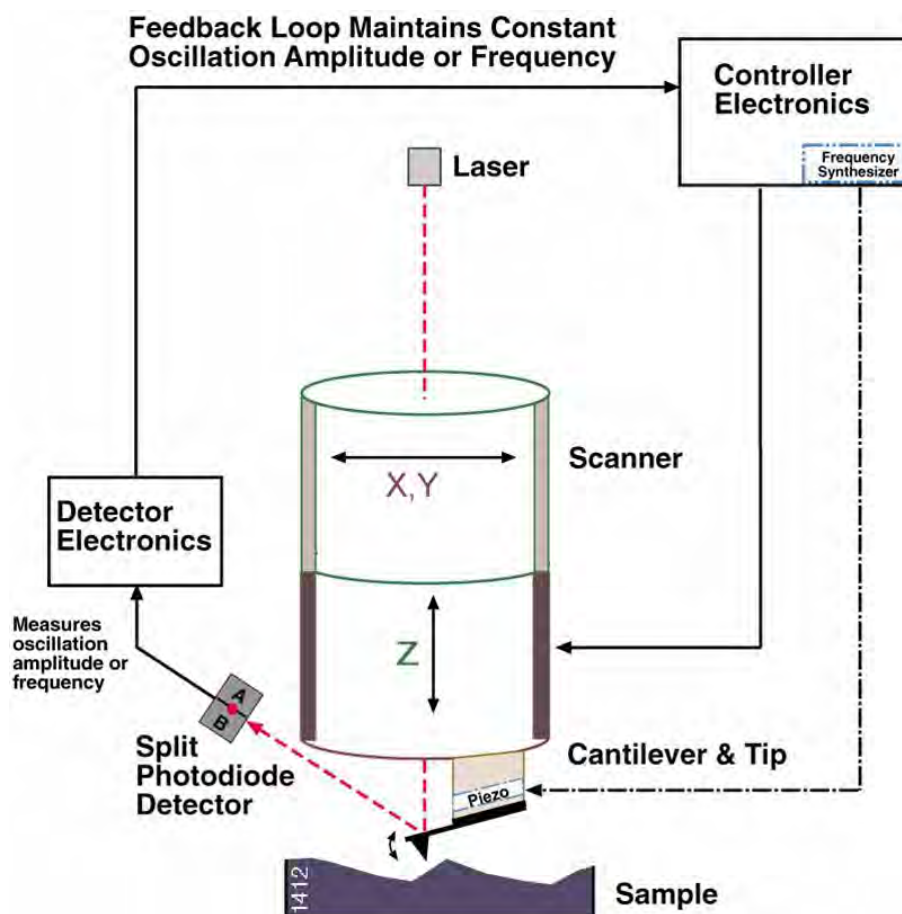 Feedback Loop Maintains Constant
Oscillation Amplitude or Frequency
Controller
Electronics
Frequency
Synthesizer
Laser
Scanner
X,Y
Detector
Electronics
Measures
oscillation
amplitude or
frequency
Z
A
B
Split
Photodiode
Detector
Cantilever & Tip
Piezo
1412
Sample